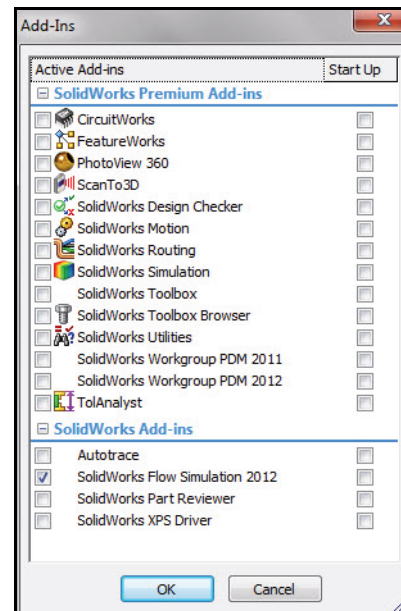 Add-Ins
Active Add-ins Start Up
SolidWorks Premium Add-ins
CircuitWorks
FeatureWorks
PhotoView 360
ScanTo3D
SolidWorks Design Checker
SolidWorks Motion
SolidWorks Routing
SolidWorks Simulation
SolidWorks Toolbox
SolidWorks Toolbox Browser
SolidWorks Utilities
SolidWorks Workgroup PDM 2011
SolidWorks Workgroup PDM 2012
TolAnalyst
SolidWorks Add-ins
Autotrace
SolidWorks Flow Simulation 2012
SolidWorks Part Reviewer
SolidWorks XPS Driver
OK Cancel